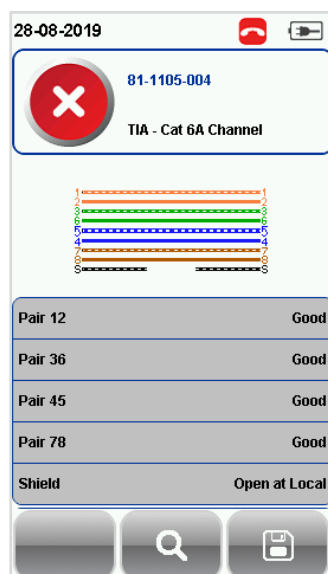 28-08-2019
81-1105-004
TIA - Cat 6A Channel
1 1
2 2
3 3
6 6
5 5
4 4
7 7
8 8
S S
Pair 12 Good
Pair 36 Good
Pair 45 Good
Pair 78 Good
Shield Open at Local